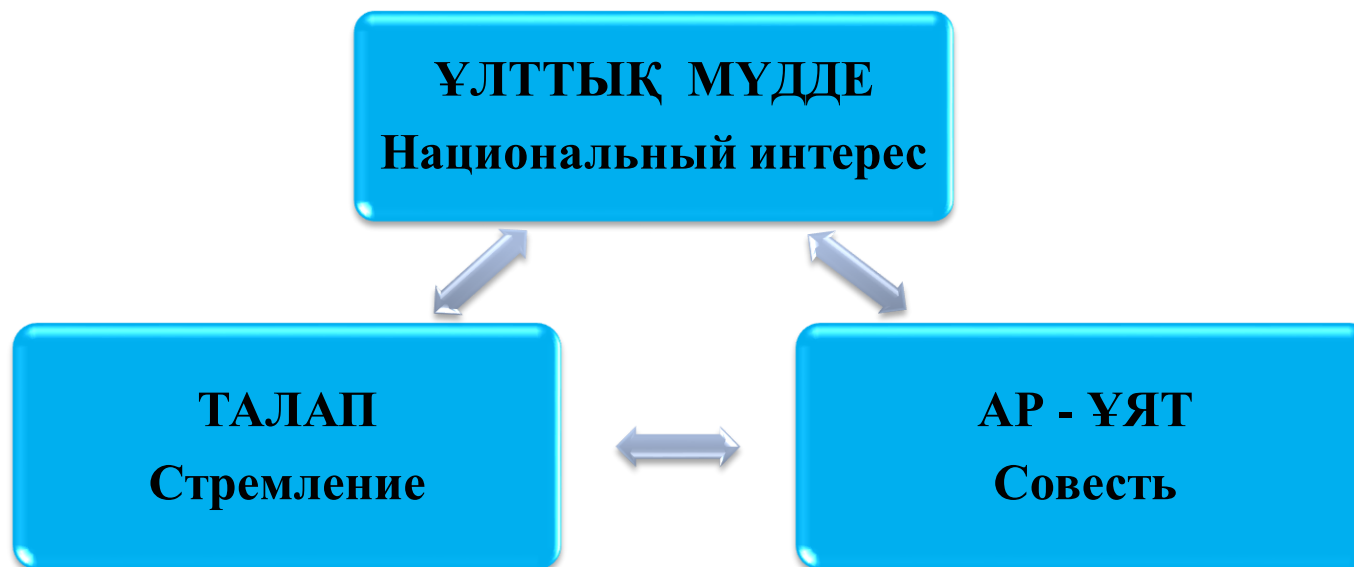 ҰЛТТЫҚ МҮДДЕ
Национальный интерес
ТАЛАП
Стремление
АР - ҰЯТ
Совесть